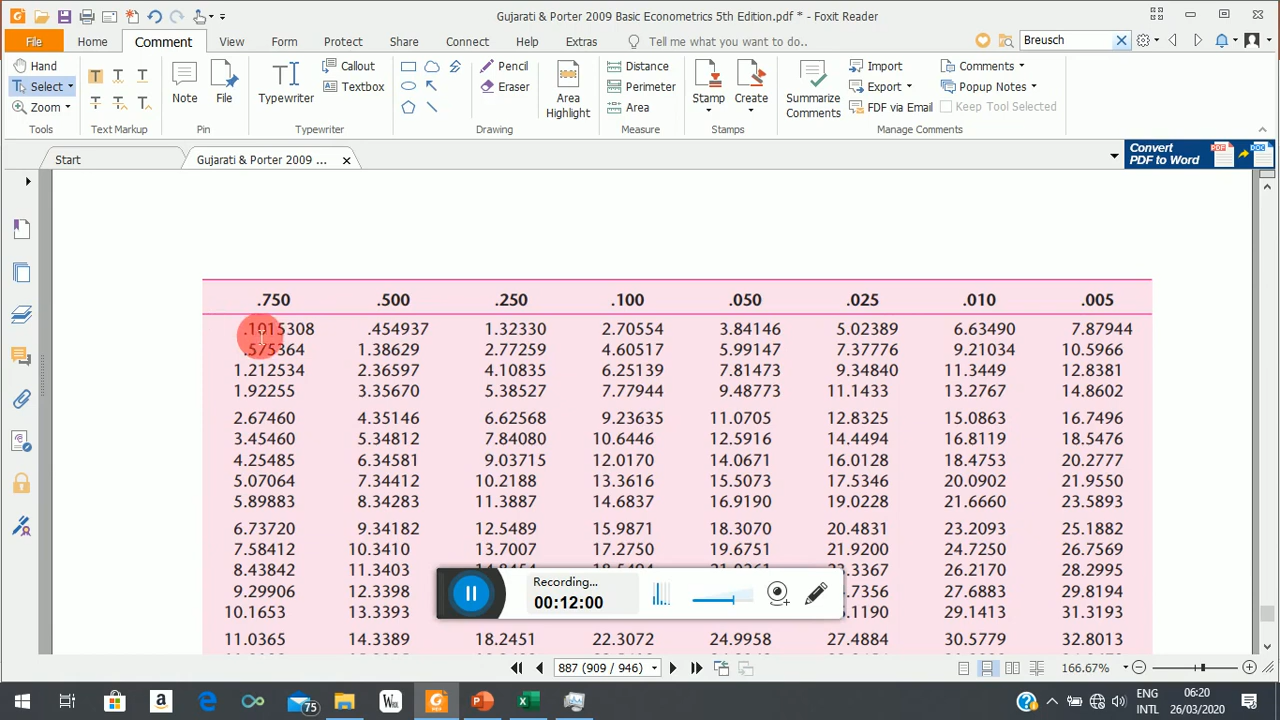 Gujarati & Porter 2009 Basic Econometrics 5th Edition.pdf * - Foxit Reader
File Home Comment View Form Protect Share Connect Help Extras Tell me what you want to do.. Breusch
Hand
Select
Zoom
Tools
Text Markup
Note
File
Pin
Typewriter
Callout
Textbox
Typewriter
Pencil
Eraser
Drawing
Area Highlight
Distance
Perimeter
Area
Measure
Stamp
Create
Stamps
Summarize Comments
Import
Export
FDF via Email
Comments
Popup Notes
Keep Tool Selected
Manage Comments
Start
Gujarati & Porter 2009 ...
Convert
PDF to Word
.750 .500 .250 .100 .050 .025 .010 .005
.1015308 .454937 1.32330 2.70554 3.84146 5.02389 6.63490 7.87944
.575364 1.38629 2.77259 4.60517 5.99147 7.37776 9.21034 10.5966
1.212534 2.36597 4.10835 6.25139 7.81473 9.34840 11.3449 12.8381
1.92255 3.35670 5.38527 7.77944 9.48773 11.1433 13.2767 14.8602
2.67460 4.35146 6.62568 9.23635 11.0705 12.8325 15.0863 16.7496
3.45460 5.34812 7.84080 10.6446 12.5916 14.4494 16.8119 18.5476
4.25485 6.34581 9.03715 12.0170 14.0671 16.0128 18.4753 20.2777
5.07064 7.34412 10.2188 13.3616 15.5073 17.5346 20.0902 21.9550
5.89883 8.34283 11.3887 14.6837 16.9190 19.0228 21.6660 23.5893
6.73720 9.34182 12.5489 15.9871 18.3070 20.4831 23.2093 25.1882
7.58412 10.3410 13.7007 17.2750 19.6751 21.9200 24.7250 26.7569
8.43842 11.3403 26.2170 28.2995
9.29906 12.3398 27.6883 29.8194
10.1653 13.3393 29.1413 31.3193
11.0365 14.3389 18.2451 22.3072 24.9958 27.4884 30.5779 32.8013
Recording...
00:12:00
887 (909 / 946)
166.67%
75
ENG
INTL
06:20
26/03/2020